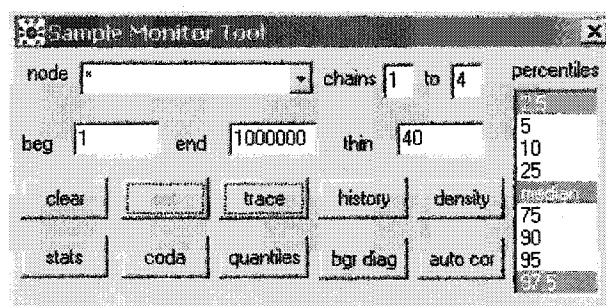 Sample Monitor Tool
node * chains 1 to 4 percentiles
beg 1 end 1000000 thin 40
2.5
5
10
25
median
75
90
95
97.5
clear set trace history density
stats coda quantiles bgr diag auto cor